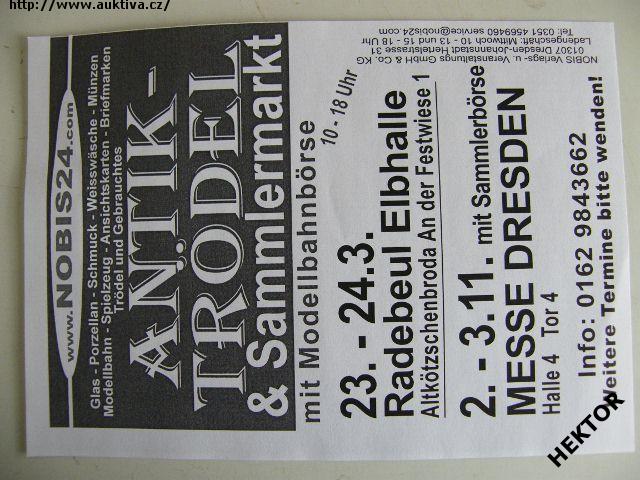 http://www.auktiva.cz/
www.NOBIS24.com
Glas - Porzellan - Schmuck - Weisswäsche - Münzen
Modellbahn - Spielzeug - Ansichtskarten - Briefmarken
Trödel und Gebrauchtes
ANTIK-
TRÖDEL
& Sammlermarkt
mit Modellbahnbörse
10 - 18 Uhr
23. - 24.3.
Radebeul Elbhalle
Altkötzschenbroda An der Festwiese 1
2. - 3.11. mit Sammlerbörse
MESSE DRESDEN
Halle 4 Tor 4
Info: 0162 9843662
Weitere Termine bitte wenden!
NOBIS Verlags- u. Veranstaltungs GmbH & Co. KG
01307 Dresden-Johannstadt Hertelstrasse 31
Ladengeschäft: Mittwoch 10 - 13 und 15 - 18 Uhr
Tel: 0351 4569460 service@nobis24.com
HEKTOR